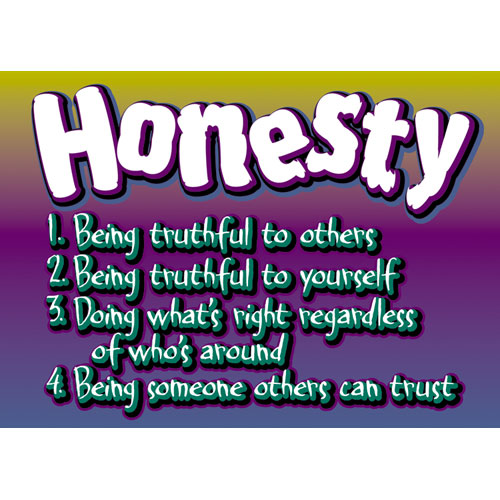 Honesty
1. Being truthful to others
2. Being truthful to yourself
3. Doing what's right regardless
of who's around
4. Being someone others can trust